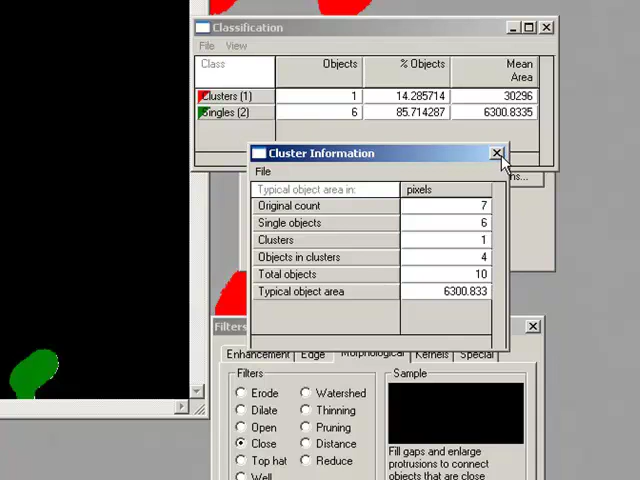 Classification
File View
Class Objects % Objects Mean Area
Clusters (1) 1 14.285714 30296
Singles (2) 6 85.714287 6300.8335
Cluster Information
File
Typical object area in: pixels
Original count 7
Single objects 6
Clusters 1
Objects in clusters 4
Total objects 10
Typical object area 6300.833
ns...
Filters
Enhancement Edge Morphological Kernels Special
Filters Sample
Erode Watershed
Dilate Thinning
Open Pruning
Close Distance
Top hat Reduce
Well
Fill gaps and enlarge
protrusions to connect
objects that are close